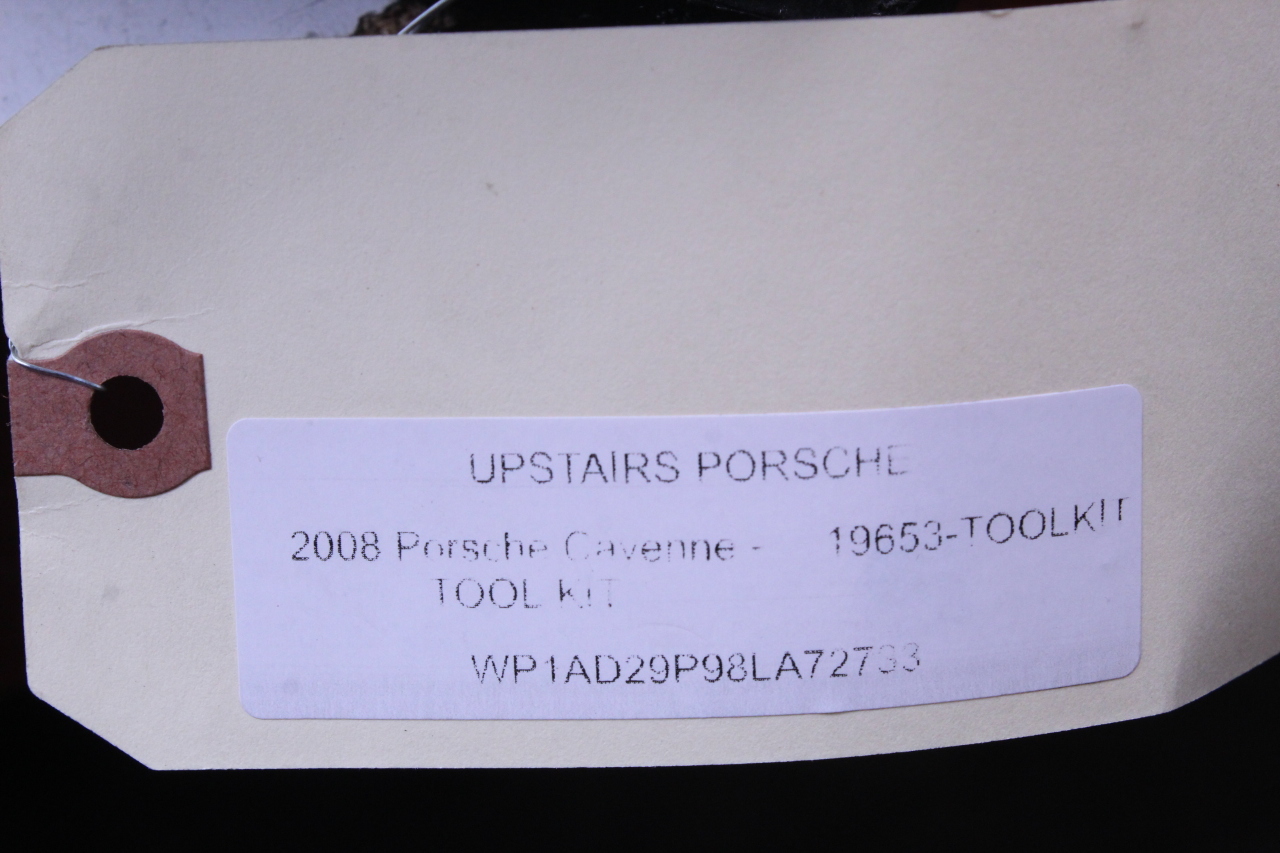 UPSTAIRS PORSCHE
2008 Porsche Cayenne - 19653-TOOLKIT
TOOL KIT
WP1AD29P98LA72733